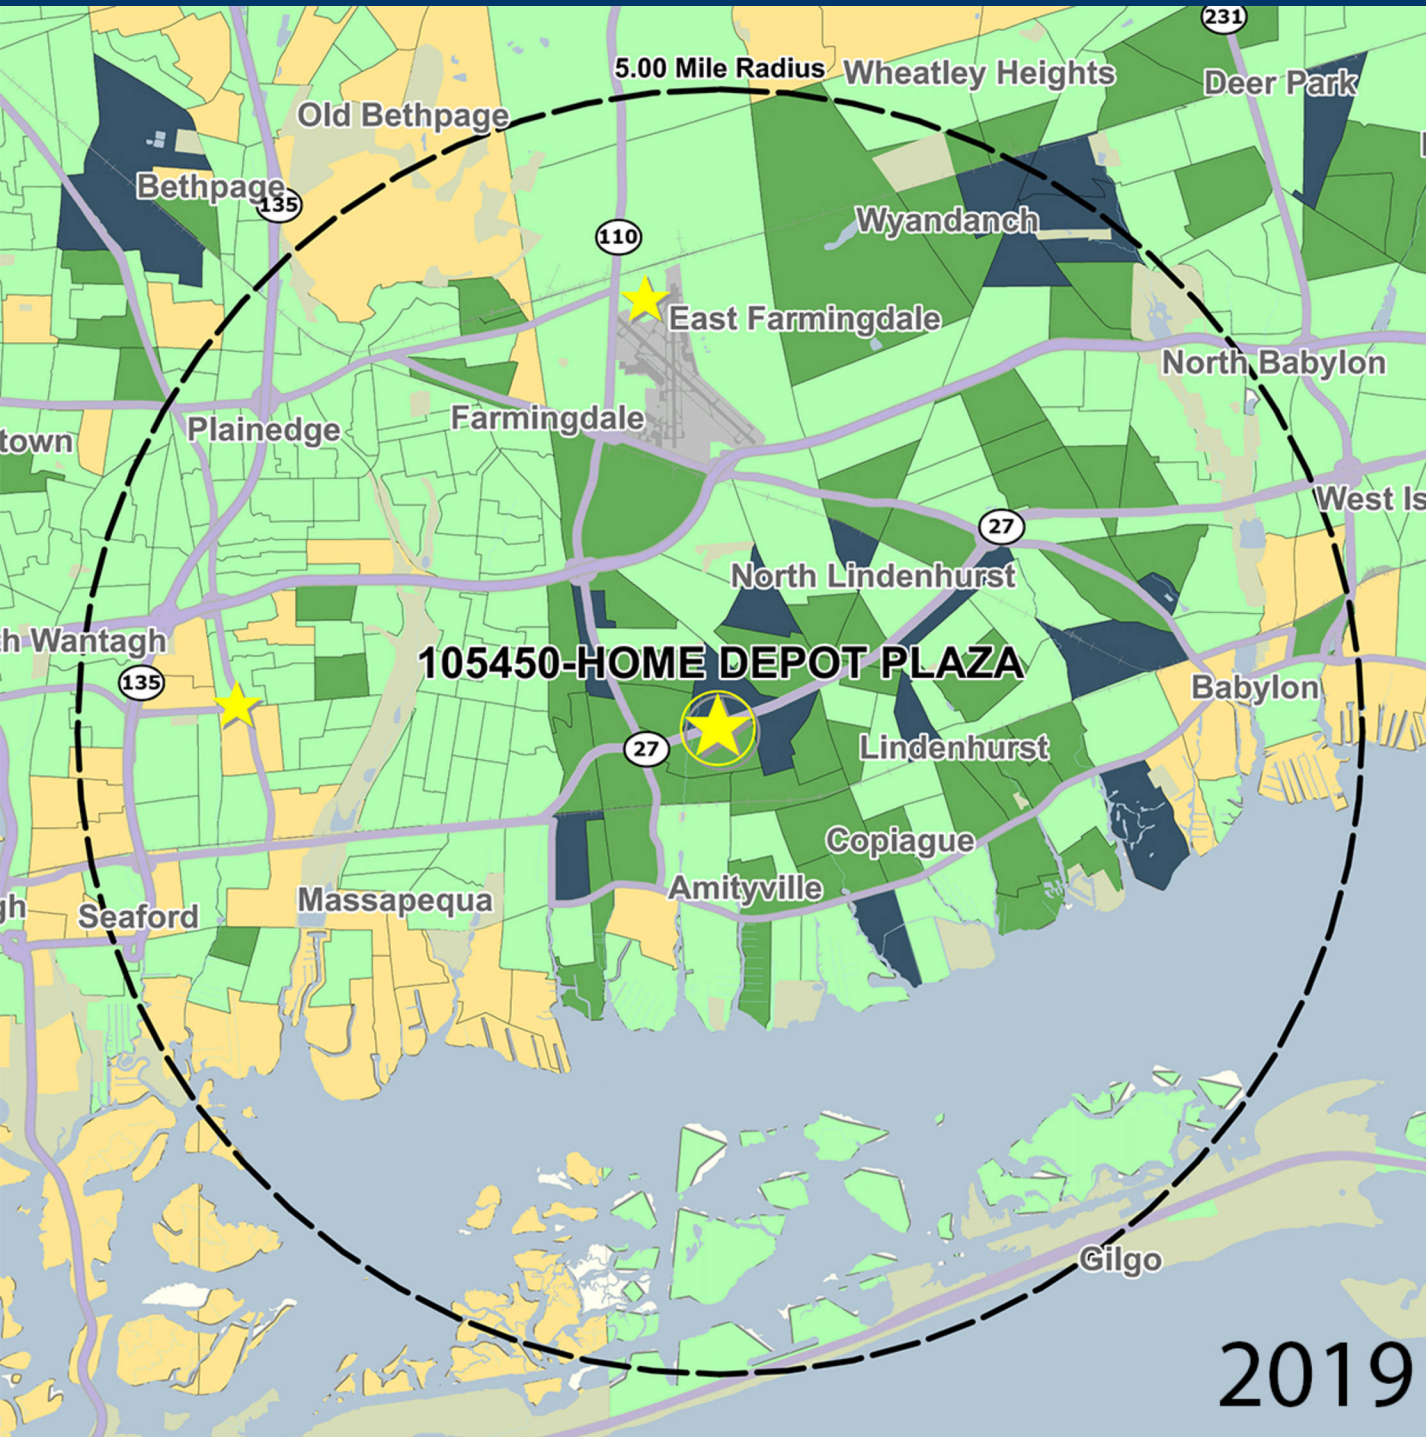 231
5.00 Mile Radius
Wheatley Heights
Deer Park
Old Bethpage
Bethpage
135
Wyandanch
110
East Farmingdale
North Babylon
Farmingdale
Plainedge
town
West Is
27
North Lindenhurst
h Wantagh
105450-HOME DEPOT PLAZA
135
Babylon
27
Lindenhurst
Copiague
Amityville
Massapequa
gh
Seaford
Gilgo
2019